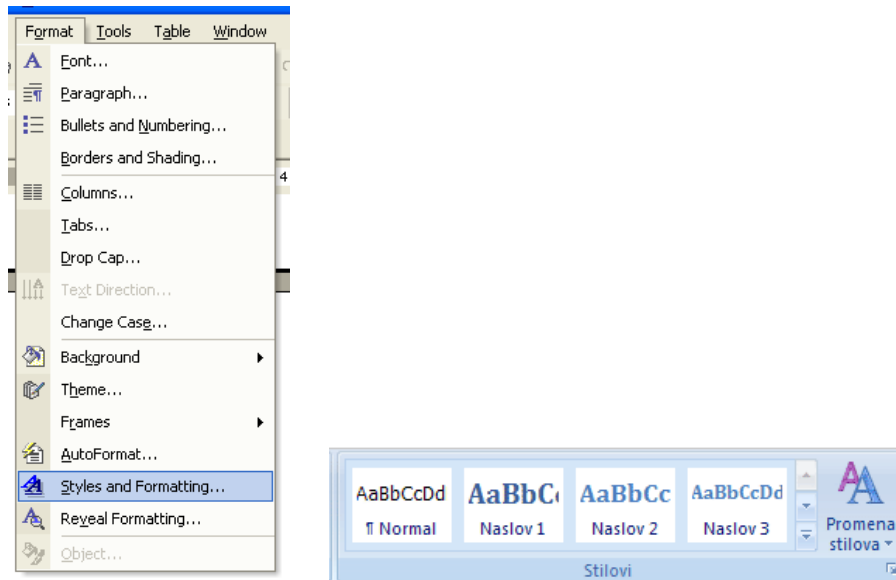 Format Tools Table Window
Font...
Paragraph...
Bullets and Numbering...
Borders and Shading...
4
Columns...
Tabs...
Drop Cap...
Text Direction...
Change Case...
Background
Theme...
Frames
AutoFormat...
Styles and Formatting...
Reveal Formatting...
Object...
AaBbCcDd AaBbC AaBbCc AaBbCcDd
¶ Normal Naslov 1 Naslov 2 Naslov 3
Promena
stilova
Stilovi